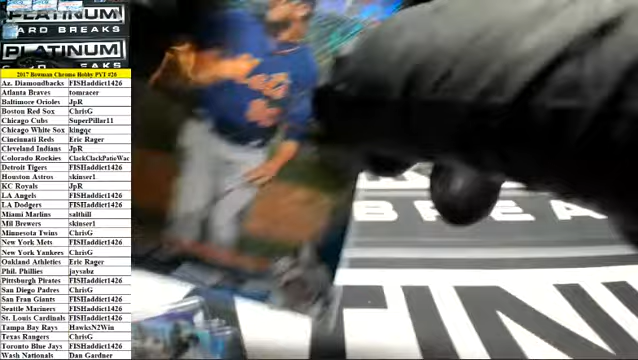 PLATINUM
ARD BREAKS
PLATINUM
2017 Bowman Chrome Hobby PYT #26
Az. Diamondbacks FISHaddict1426
Atlanta Braves tomracer
Baltimore Orioles JpR
Boston Red Sox ChrisG
Chicago Cubs SuperPillar11
Chicago White Sox kingqc
Cincinnati Reds Eric Rager
Cleveland Indians JpR
Colorado Rockies ClackClackPatieWac
Detroit Tigers FISHaddict1426
Houston Astros skinser1
KC Royals JpR
LA Angels FISHaddict1426
LA Dodgers FISHaddict1426
Miami Marlins salthill
Mil Brewers skinser1
Minnesota Twins ChrisG
New York Mets FISHaddict1426
New York Yankees ChrisG
Oakland Athletics Eric Rager
Phil. Phillies jaysabz
Pittsburgh Pirates FISHaddict1426
San Diego Padres ChrisG
San Fran Giants FISHaddict1426
Seattle Mariners FISHaddict1426
St. Louis Cardinals FISHaddict1426
Tampa Bay Rays HawksN2Win
Texas Rangers ChrisG
Toronto Blue Jays FISHaddict1426
Wash Nationals Dan Gardner
BREA
TIN